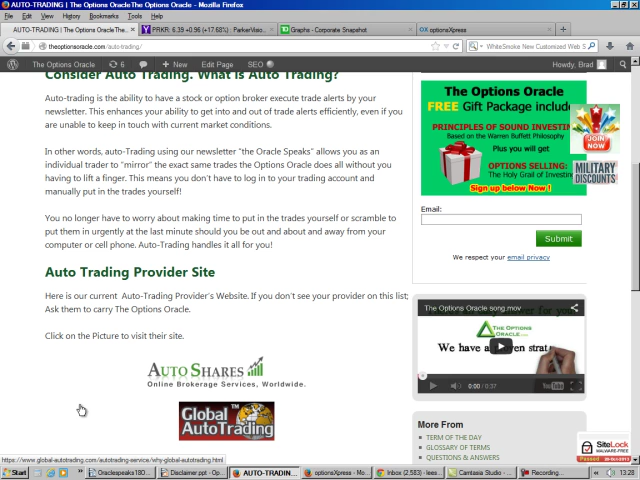 AUTO-TRADING | The Options Oracle The Options Oracle - Mozilla Firefox
File Edit View History Bookmarks Tools Help
AUTO-TRADING | The Options Oracle The...
PRKR: 6.39 +0.96 (+17.68%) - ParkerVision...
Graphs - Corporate Snapshot
optionsXpress
theoptionsoracle.com/auto-trading/
WhiteSmoke New Customized Web S
The Options Oracle 6 + New Edit Page SEO
Howdy, Brad
Consider Auto Trading. What is Auto Trading?
Auto-trading is the ability to have a stock or option broker execute trade alerts by your
newsletter. This enhances your ability to get into and out of trade alerts efficiently, even if you
are unable to keep in touch with current market conditions.
In other words, auto-Trading using our newsletter "the Oracle Speaks" allows you as an
individual trader to "mirror" the exact same trades the Options Oracle does all without you
having to lift a finger. This means you don't have to log in to your trading account and
manually put in the trades yourself!
You no longer have to worry about making time to put in the trades yourself or scramble to
put them in urgently at the last minute should you be out and about and away from your
computer or cell phone. Auto-Trading handles it all for you!
Auto Trading Provider Site
Here is our current Auto-Trading Provider's Website. If you don't see your provider on this list;
Ask them to carry The Options Oracle.
Click on the Picture to visit their site.
AUTO SHARES
Online Brokerage Services, Worldwide.
Global
AutoTrading
The Options Oracle
FREE Gift Package include
PRINCIPLES OF SOUND INVESTI
Based on the Warren Buffett Philosophy
Plus you will get
OPTIONS SELLING:
The Holy Grail of Investing
Sign up below Now !
JOIN
NOW
MILITARY
DISCOUNTS
Email:
Submit
We respect your email privacy
The Options Oracle song.mov
THE OPTIONS
ORACLE
We have a proven strat
0:00 / 0:37
YouTube
More From
TERM OF THE DAY
GLOSSARY OF TERMS
QUESTIONS & ANSWERS
SiteLock
MALWARE-FREE
https://www.global-autotrading.com/autotrading-service/why-global-autotrading.html
Start
Oraclespeaks18O...
Disclaimer.ppt - Op...
AUTO-TRADIN...
optionsXpress - Mo...
Inbox (2,583) - lees...
Camtasia Studio - ...
Recording...
13:28